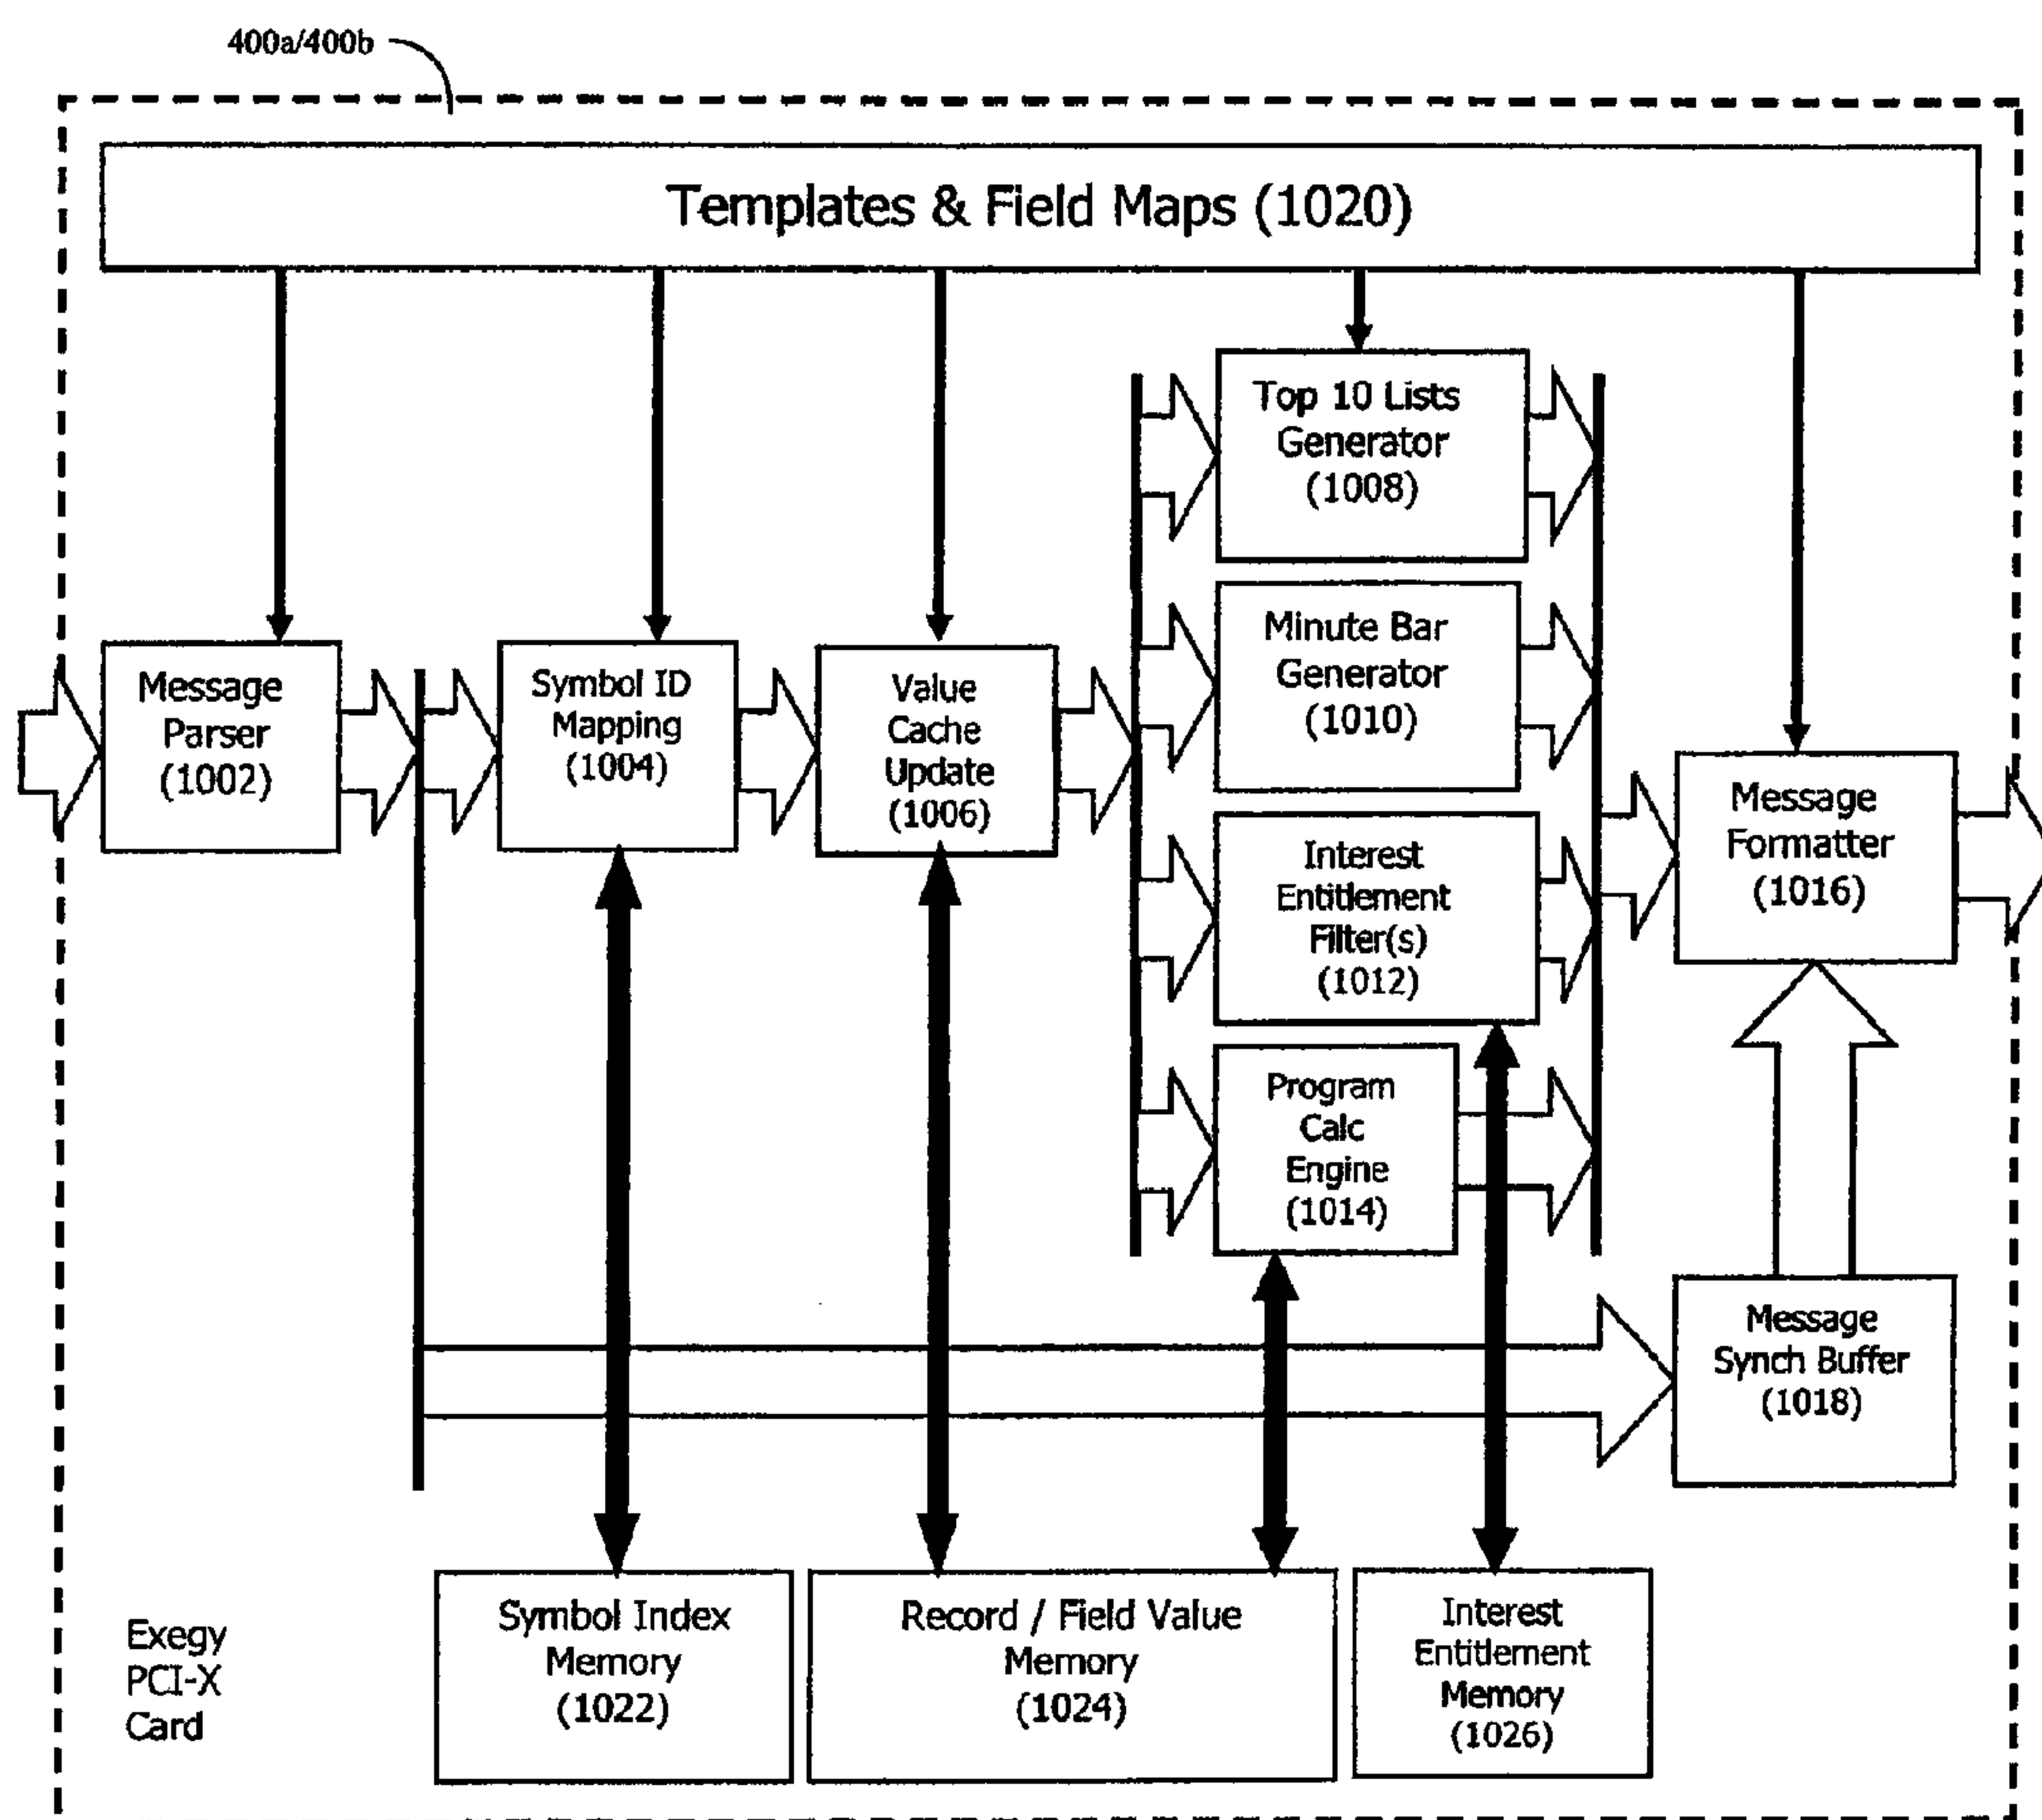 400a/400b
Templates & Field Maps (1020)
Top 10 Lists
Generator
(1008)
Minute Bar
Generator
(1010)
Message
Parser
(1002)
Symbol ID
Mapping
(1004)
Value
Cache
Update
(1006)
Interest
Entitlement
Filter(s)
(1012)
Message
Formatter
(1016)
Program
Calc
Engine
(1014)
Message
Synch Buffer
(1018)
Exegy
PCI-X
Card
Symbol Index
Memory
(1022)
Record / Field Value
Memory
(1024)
Interest
Entitlement
Memory
(1026)